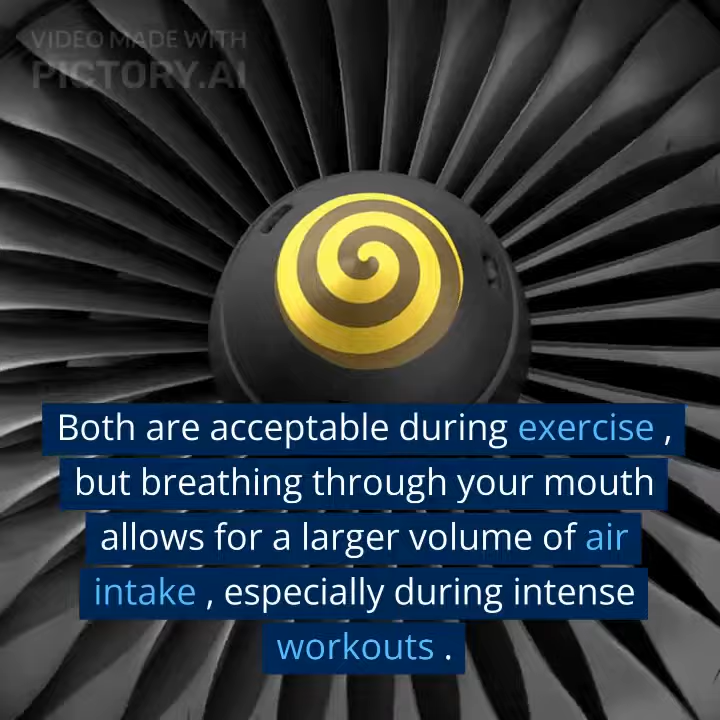 VIDEO MADE WITH
PICTORY.AI
Both are acceptable during exercise ,
but breathing through your mouth
allows for a larger volume of air
intake , especially during intense
workouts .